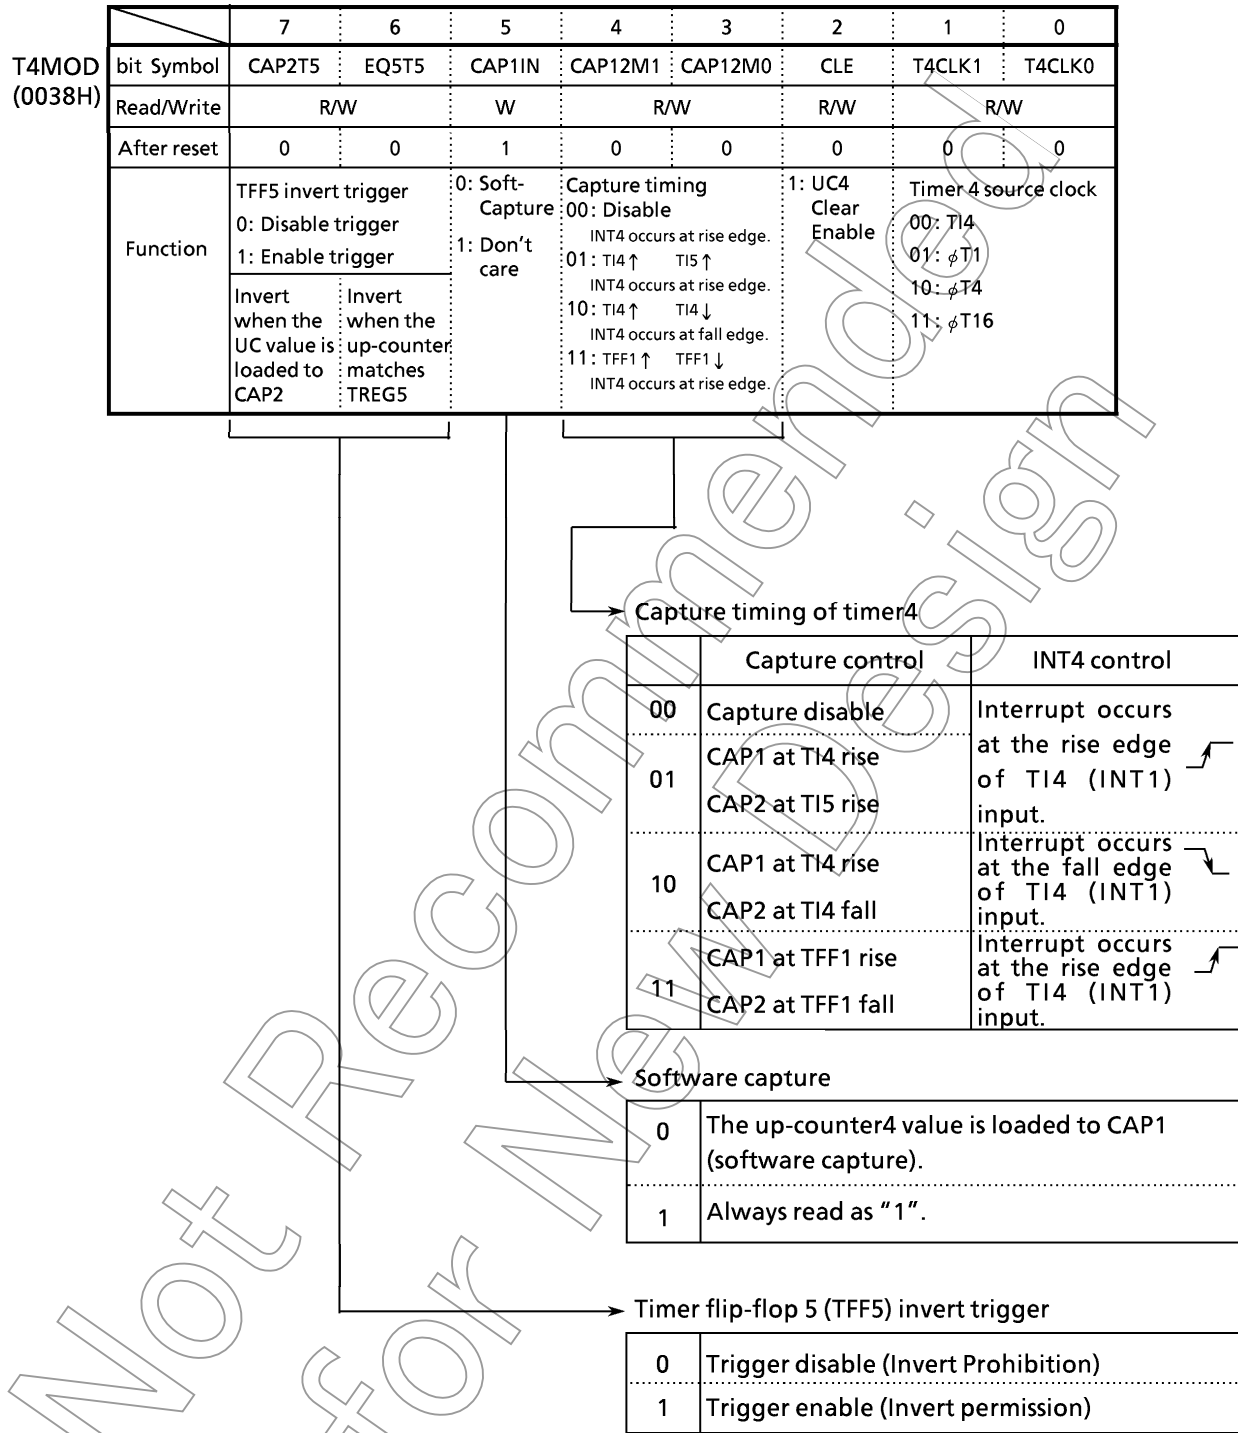 7 6 5 4 3 2 1 0
T4MOD
(0038H)
bit Symbol CAP2T5 EQ5T5 CAP1IN CAP12M1 CAP12M0 CLE T4CLK1 T4CLK0
Read/Write R/W W R/W R/W R/W
After reset 0 0 1 0 0 0 0 0
Function
TFF5 invert trigger
0: Disable trigger
1: Enable trigger
Invert
when the
UC value is
loaded to
CAP2
Invert
when the
up-counter
matches
TREG5
0: Soft-
Capture
1: Don't
care
Capture timing
00: Disable
INT4 occurs at rise edge.
01: TI4↑ TI5↑
INT4 occurs at rise edge.
10: TI4↑ TI4↓
INT4 occurs at fall edge.
11: TFF1↑ TFF1↓
INT4 occurs at rise edge.
1: UC4
Clear
Enable
Timer 4 source clock
00: TI4
01: φT1
10: φT4
11: φT16
Capture timing of timer4
Capture control INT4 control
00 Capture disable
01 CAP1 at TI4 rise
CAP2 at TI5 rise
Interrupt occurs
at the rise edge
of TI4 (INT1)
input.
10 CAP1 at TI4 rise
CAP2 at TI4 fall
Interrupt occurs
at the fall edge
of TI4 (INT1)
input.
11 CAP1 at TFF1 rise
CAP2 at TFF1 fall
Interrupt occurs
at the rise edge
of TI4 (INT1)
input.
Software capture
0 The up-counter4 value is loaded to CAP1
(software capture).
1 Always read as "1".
Timer flip-flop 5 (TFF5) invert trigger
0 Trigger disable (Invert Prohibition)
1 Trigger enable (Invert permission)
Not Recommended
for New Design